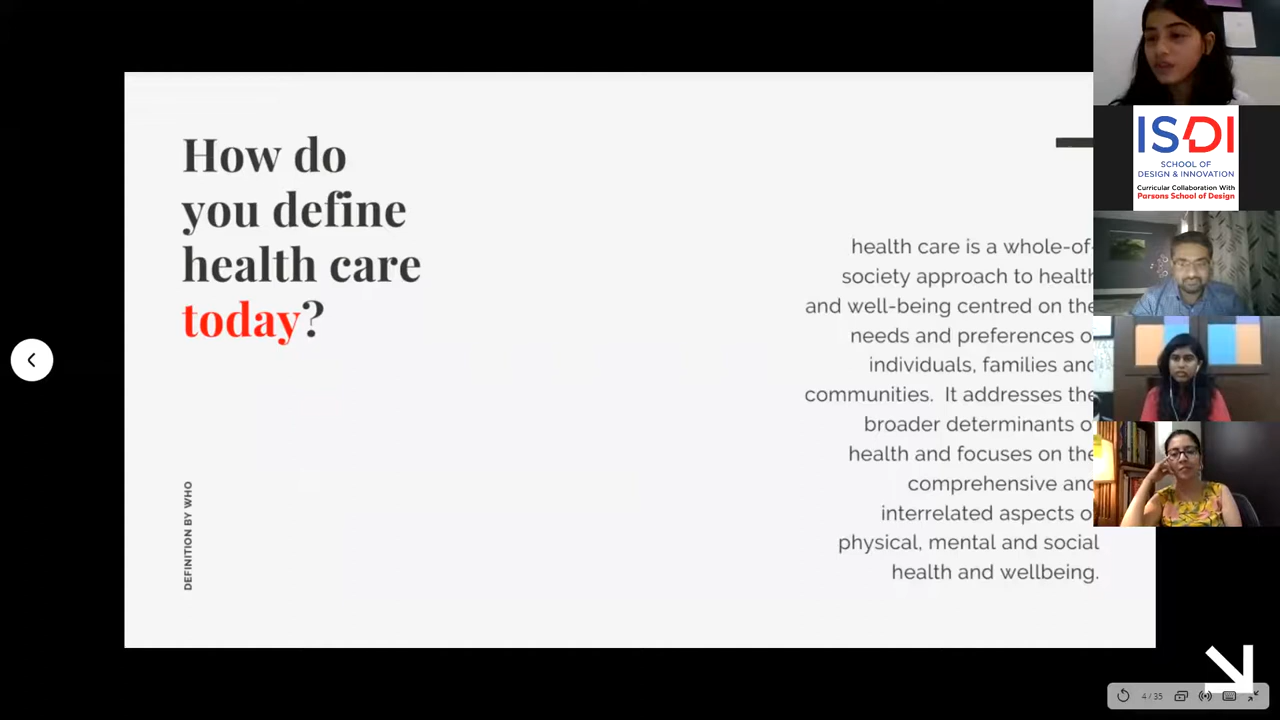 How do
you define
health care
today?
health care is a whole-of-
society approach to health
and well-being centred on the
needs and preferences o
individuals, families and
communities.  It addresses the
broader determinants o
health and focuses on the
comprehensive and
interrelated aspects o
physical, mental and social
health and wellbeing.
DEFINITION BY WHO
ISDI
SCHOOL OF
DESIGN & INNOVATION
Curricular Collaboration With
Parsons School of Design
4 / 35